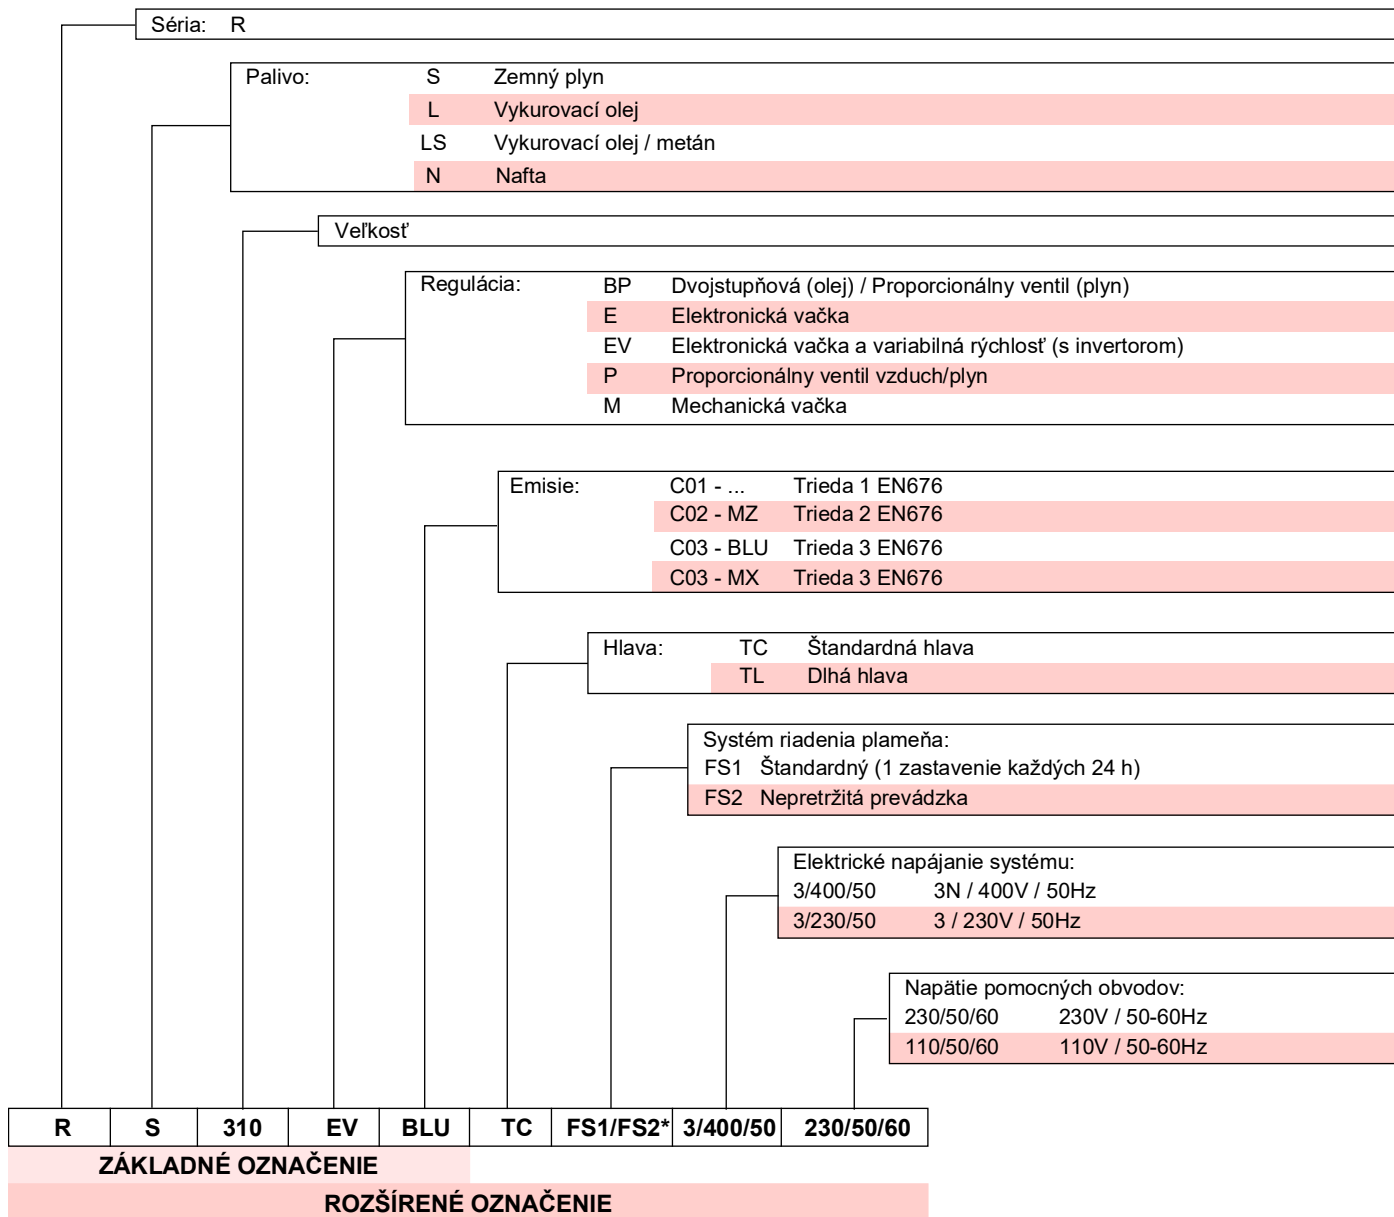 Séria: R
Palivo: S Zemný plyn
L Vykurovací olej
LS Vykurovací olej / metán
N Nafta
Veľkosť
Regulácia: BP Dvojstupňová (olej) / Proporcionálny ventil (plyn)
E Elektronická vačka
EV Elektronická vačka a variabilná rýchlosť (s invertorom)
P Proporcionálny ventil vzduch/plyn
M Mechanická vačka
Emisie: C01 - ... Trieda 1 EN676
C02 - MZ Trieda 2 EN676
C03 - BLU Trieda 3 EN676
C03 - MX Trieda 3 EN676
Hlava: TC Štandardná hlava
TL Dlhá hlava
Systém riadenia plameňa:
FS1 Štandardný (1 zastavenie každých 24 h)
FS2 Nepretržitá prevádzka
Elektrické napájanie systému:
3/400/50 3N / 400V / 50Hz
3/230/50 3 / 230V / 50Hz
Napätie pomocných obvodov:
230/50/60 230V / 50-60Hz
110/50/60 110V / 50-60Hz
R S 310 EV BLU TC FS1/FS2* 3/400/50 230/50/60
ZÁKLADNÉ OZNAČENIE
ROZŠÍRENÉ OZNAČENIE